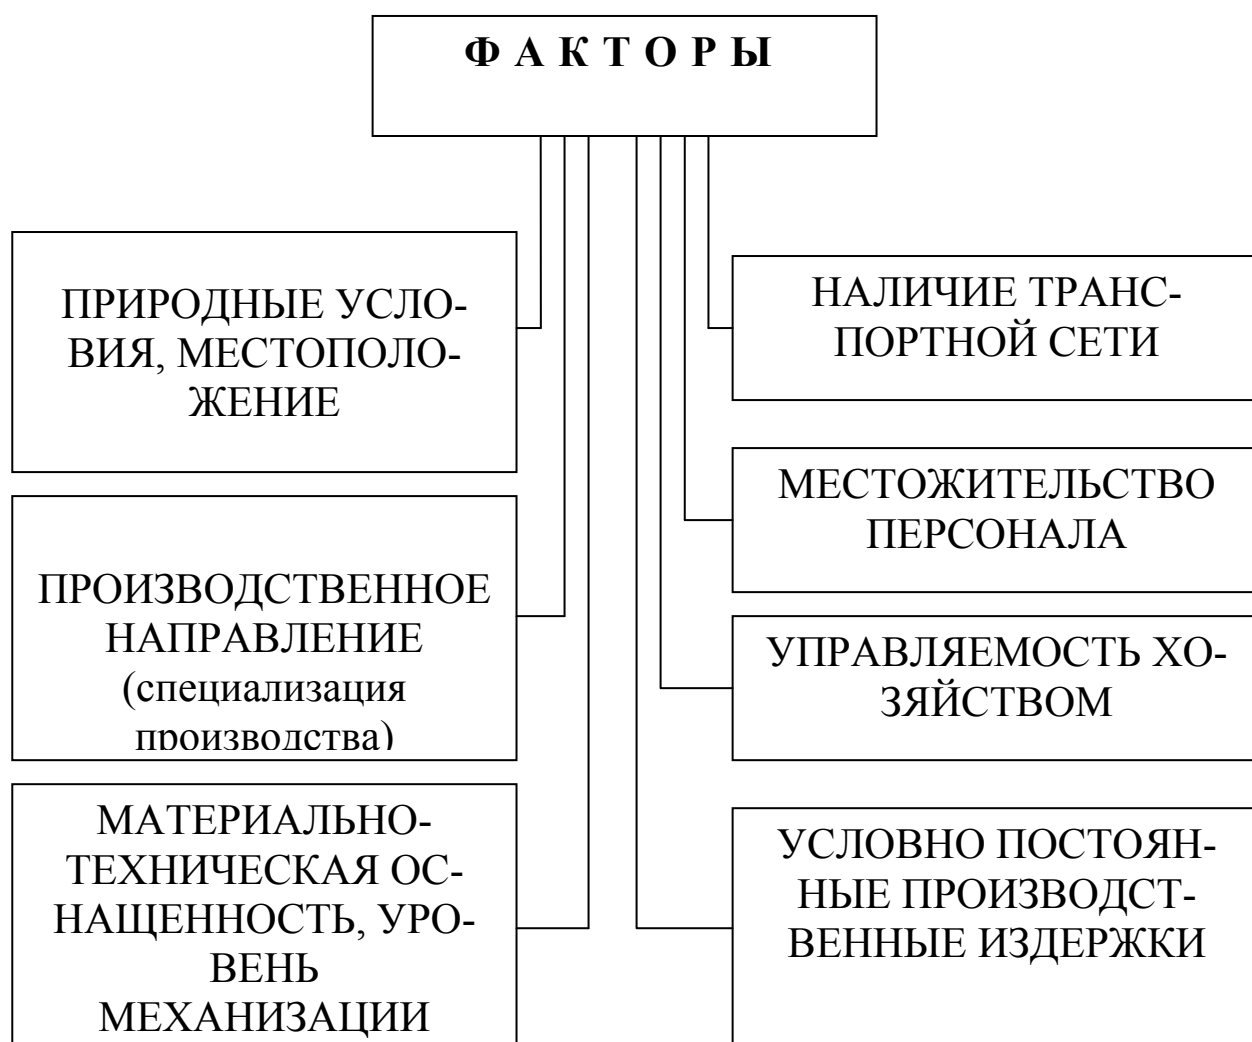 Ф А К Т О Р Ы
ПРИРОДНЫЕ УСЛО-
ВИЯ, МЕСТОПОЛО-
ЖЕНИЕ
ПРОИЗВОДСТВЕННОЕ
НАПРАВЛЕНИЕ
(специализация
производства)
МАТЕРИАЛЬНО-
ТЕХНИЧЕСКАЯ ОС-
НАЩЕННОСТЬ, УРО-
ВЕНЬ
МЕХАНИЗАЦИИ
НАЛИЧИЕ ТРАНС-
ПОРТНОЙ СЕТИ
МЕСТОЖИТЕЛЬСТВО
ПЕРСОНАЛА
УПРАВЛЯЕМОСТЬ ХО-
ЗЯЙСТВОМ
УСЛОВНО ПОСТОЯН-
НЫЕ ПРОИЗВОДСТ-
ВЕННЫЕ ИЗДЕРЖКИ